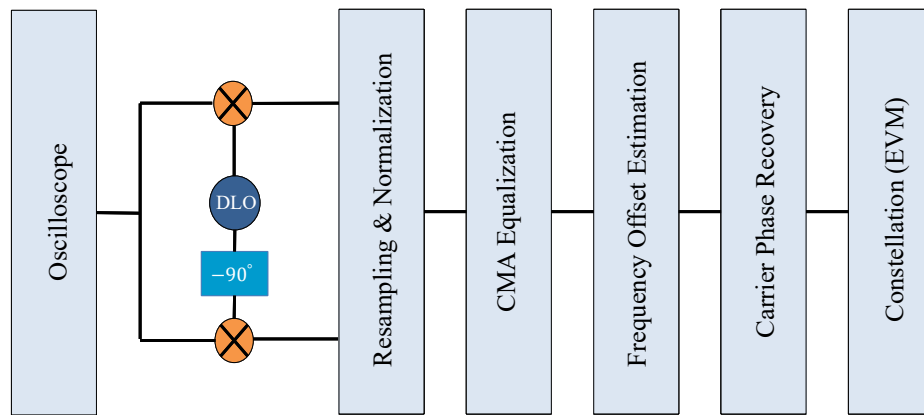 Oscilloscope
DLO
−90°
Resampling & Normalization
CMA Equalization
Frequency Offset Estimation
Carrier Phase Recovery
Constellation (EVM)